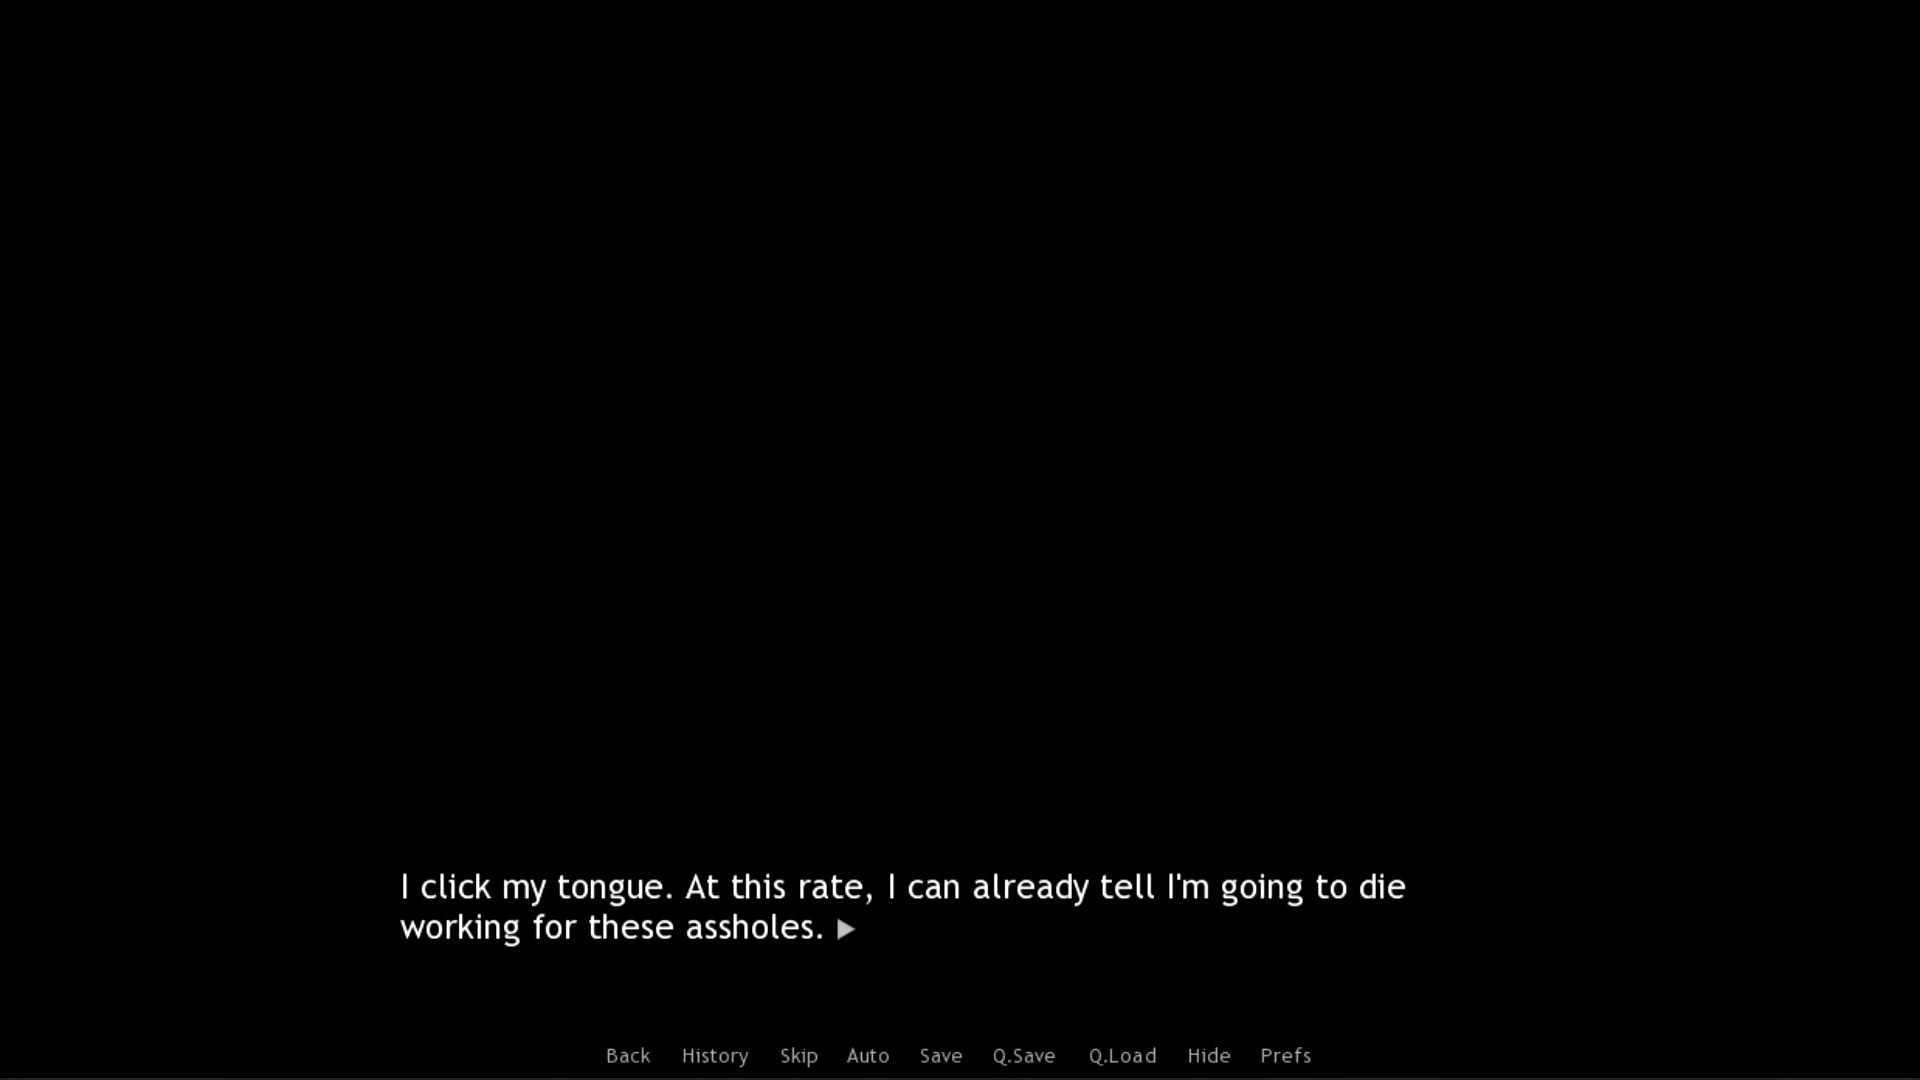 I click my tongue. At this rate, I can already tell I'm going to die
working for these assholes.
Back History Skip Auto Save Q.Save Q.Load Hide Prefs